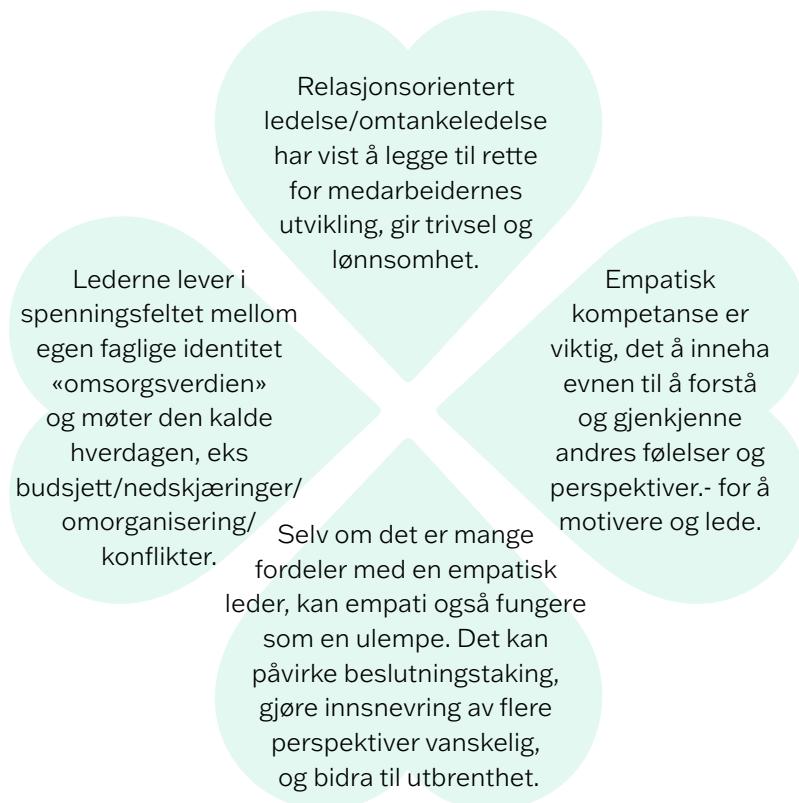 Relasjonsorientert
ledelse/omtankeledelse
har vist å legge til rette
for medarbeidernes
utvikling, gir trivsel og
lønnsomhet.
Lederne lever i
spenningsfeltet mellom
egen faglige identitet
«omsorgsverdien»
og møter den kalde
hverdagen, eks
budsjett/nedskjæringer/
omorganisering/
konflikter.
Empatisk
kompetanse er
viktig, det å inneha
evnen til å forstå
og gjenkjenne
andres følelser og
perspektiver.- for å
motivere og lede.
Selv om det er mange
fordeler med en empatisk
leder, kan empati også fungere
som en ulempe. Det kan
påvirke beslutningstaking,
gjøre innsnevring av flere
perspektiver vanskelig,
og bidra til utbrenthet.